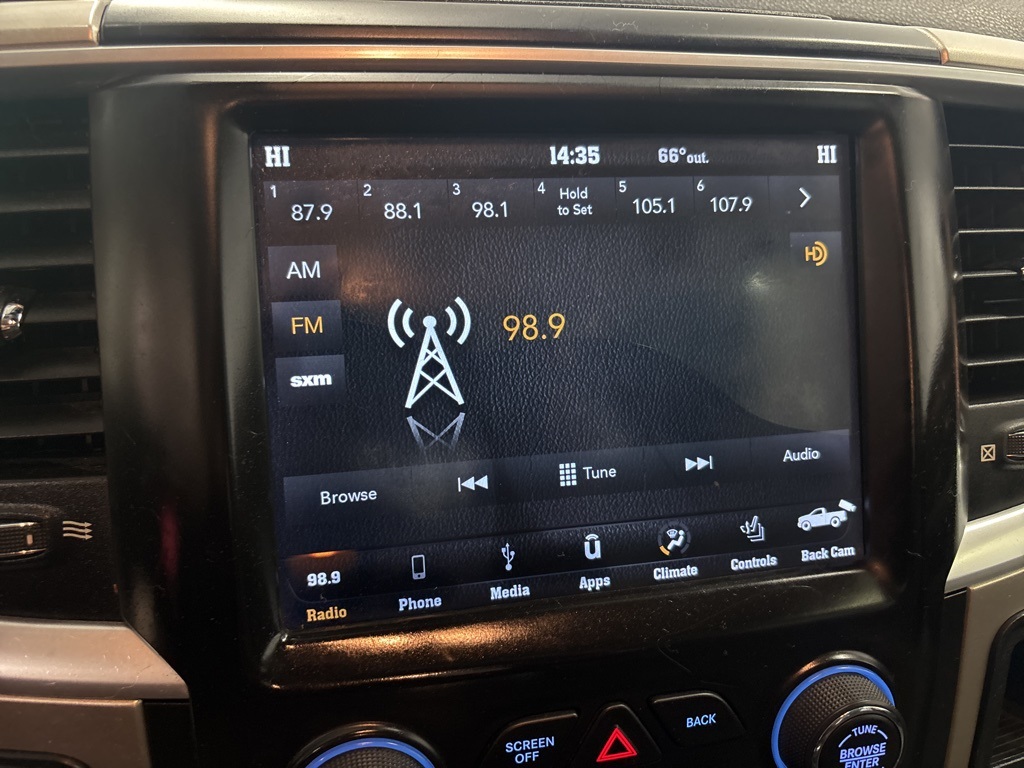 HI 14:35 66° out. HI
1 87.9 2 88.1 3 98.1 4 Hold to Set 5 105.1 6 107.9
HD
AM
FM 98.9
sxm
Browse Tune Audio
98.9
Radio Phone Media Apps Climate Controls Back Cam
SCREEN OFF BACK
TUNE
BROWSE
ENTER